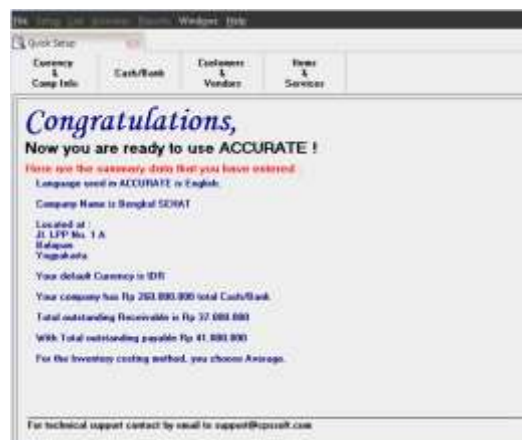 File Setup List Activities Reports Windows Help
Quick Setup
Currency & Comp Info
Cash/Bank
Customers & Vendors
Items & Services
Congratulations,
Now you are ready to use ACCURATE !
Here are the summary data that you have entered
Language used in ACCURATE is English.
Company Name is Bengkel SEHAT
Located at :
Jl. LPP No. 1 A
Balapan
Yogyakarta
Your default Currency is IDR
Your company has Rp 260.000.000 total Cash/Bank
Total outstanding Receivable is Rp 37.000.000
With Total outstanding payable Rp 41.000.000
For the Inventory costing method, you choose Average.
For technical support contact by email to support@cpssoft.com